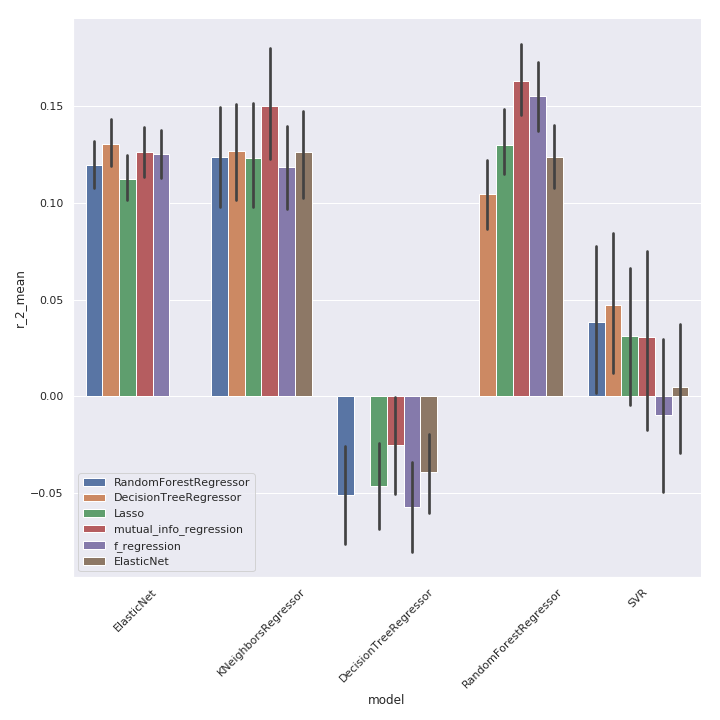 0.15
0.10
0.05
0.00
−0.05
r_2_mean
RandomForestRegressor
DecisionTreeRegressor
Lasso
mutual_info_regression
f_regression
ElasticNet
ElasticNet
KNeighborsRegressor
DecisionTreeRegressor
RandomForestRegressor
SVR
model